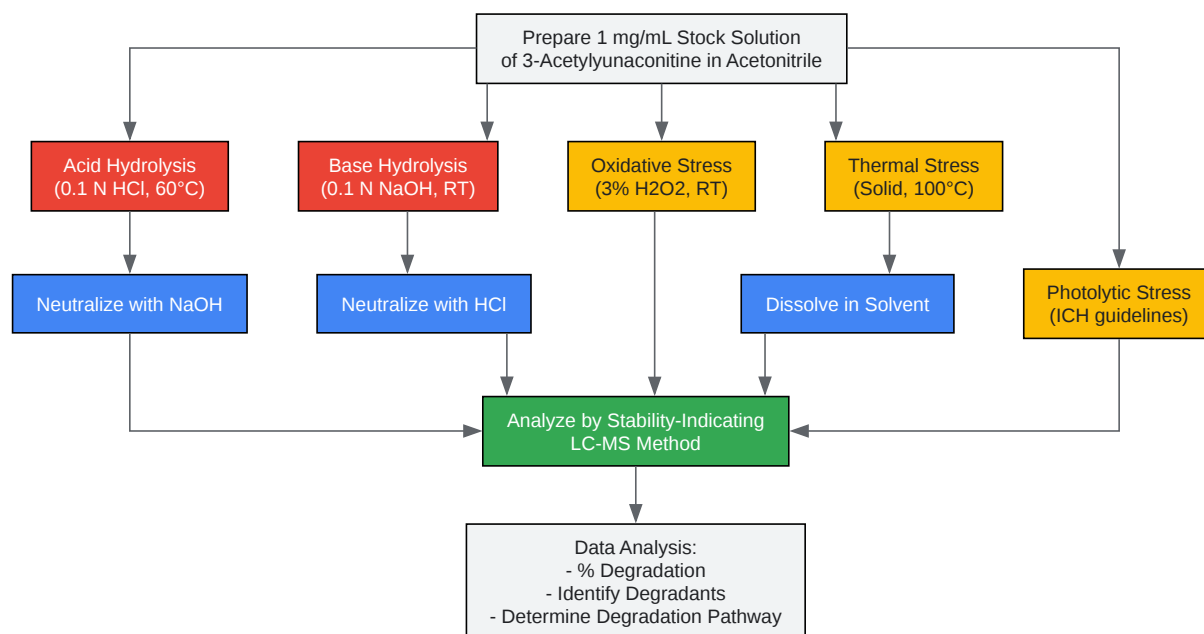 Prepare 1 mg/mL Stock Solution
of 3-Acetylyunaconitine in Acetonitrile
Acid Hydrolysis
(0.1 N HCl, 60°C)
Base Hydrolysis
(0.1 N NaOH, RT)
Oxidative Stress
(3% H2O2, RT)
Thermal Stress
(Solid, 100°C)
Neutralize with NaOH
Neutralize with HCl
Dissolve in Solvent
Photolytic Stress
(ICH guidelines)
Analyze by Stability-Indicating
LC-MS Method
Data Analysis:
- % Degradation
- Identify Degradants
- Determine Degradation Pathway